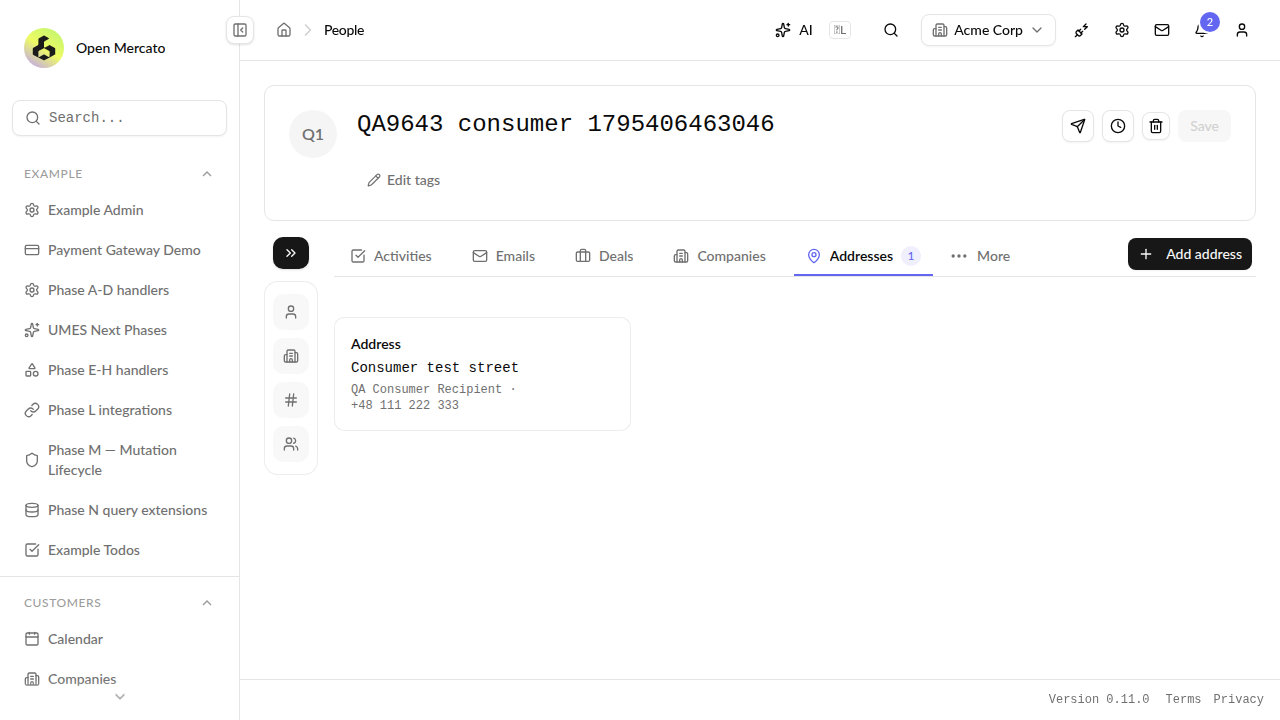 Open Mercato
Search...
EXAMPLE
Example Admin
Payment Gateway Demo
Phase A-D handlers
UMES Next Phases
Phase E-H handlers
Phase L integrations
Phase M — Mutation
Lifecycle
Phase N query extensions
Example Todos
CUSTOMERS
Calendar
Companies
People
AI
L
Acme Corp
2
Q1
QA9643 consumer 1795406463046
Save
Edit tags
Activities
Emails
Deals
Companies
Addresses 1
More
Add address
Address
Consumer test street
QA Consumer Recipient ·
+48 111 222 333
Version 0.11.0 Terms Privacy